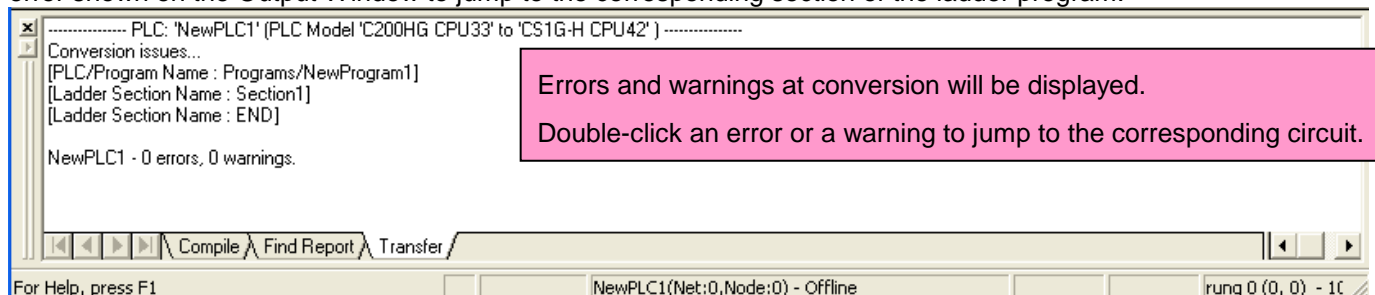 error shown on the Output Window to jump to the corresponding section of the ladder program.
---------------- PLC: 'NewPLC1' (PLC Model 'C200HG CPU33' to 'CS1G-H CPU42' ) ----------------
Conversion issues...
[PLC/Program Name : Programs/NewProgram1]
[Ladder Section Name : Section1]
[Ladder Section Name : END]
NewPLC1 - 0 errors, 0 warnings.
Errors and warnings at conversion will be displayed.
Double-click an error or a warning to jump to the corresponding circuit.
Compile Find Report Transfer
For Help, press F1 NewPLC1(Net:0,Node:0) - Offline rung 0 (0, 0) - 10